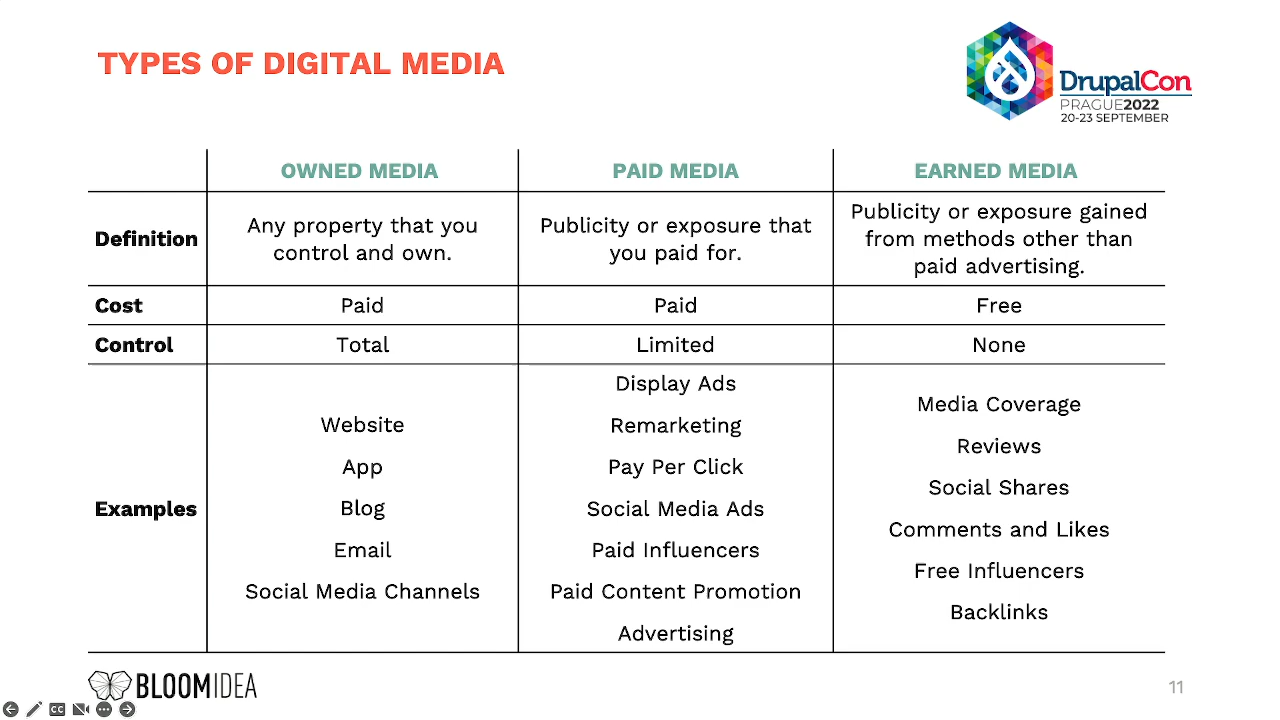 TYPES OF DIGITAL MEDIA
DrupalCon
PRAGUE2022
20-23 SEPTEMBER
OWNED MEDIA
PAID MEDIA
EARNED MEDIA
Definition
Any property that you
control and own.
Publicity or exposure that
you paid for.
Publicity or exposure gained
from methods other than
paid advertising.
Cost
Paid
Paid
Free
Control
Total
Limited
None
Examples
Website
App
Blog
Email
Social Media Channels
Display Ads
Remarketing
Pay Per Click
Social Media Ads
Paid Influencers
Paid Content Promotion
Advertising
Media Coverage
Reviews
Social Shares
Comments and Likes
Free Influencers
Backlinks
BLOOMIDEA
11
CC